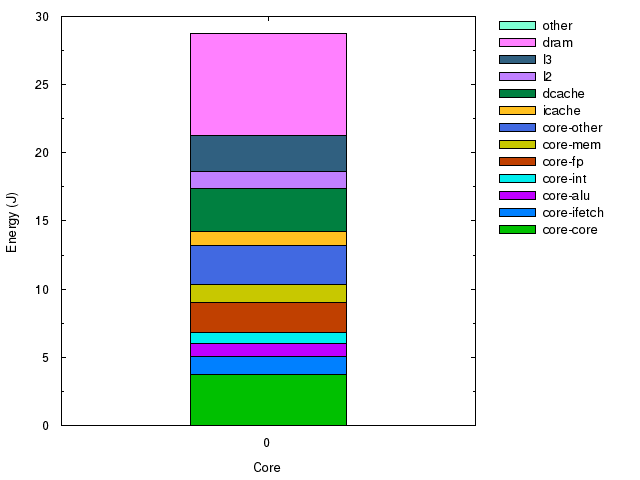 30
25
20
15
10
5
0
Energy (J)
0
Core
other
dram
l3
l2
dcache
icache
core-other
core-mem
core-fp
core-int
core-alu
core-ifetch
core-core